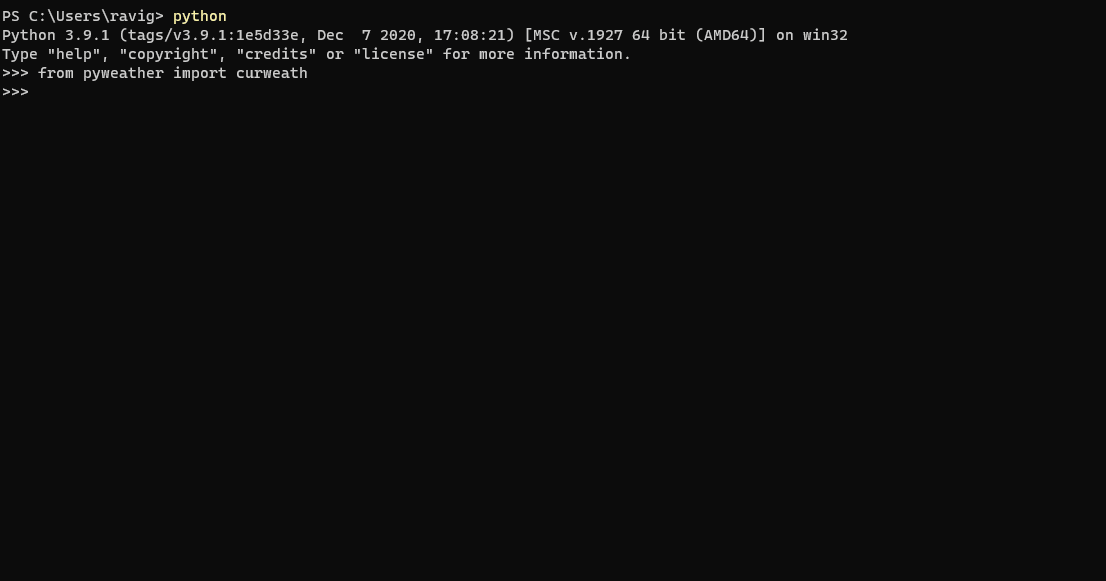 PS C:\Users\ravig> python
Python 3.9.1 (tags/v3.9.1:1e5d33e, Dec  7 2020, 17:08:21) [MSC v.1927 64 bit (AMD64)] on win32
Type "help", "copyright", "credits" or "license" for more information.
>>> from pyweather import curweath
>>>